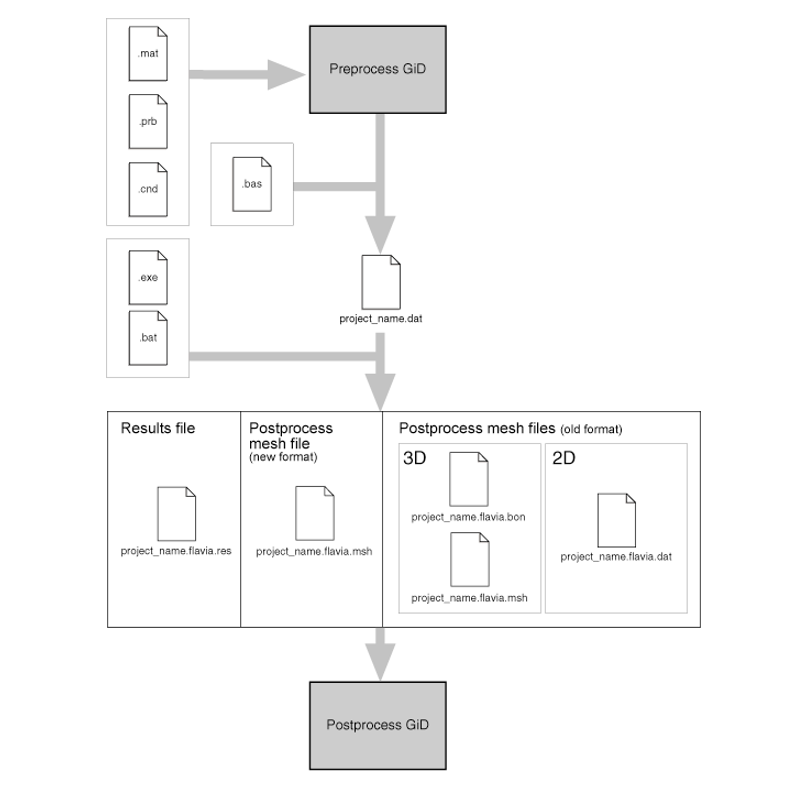 .mat
Preprocess GiD
.prb
.cnd
.bas
.exe
.bat
project_name.dat
Results file
project_name.flavia.res
Postprocess
mesh file
(new format)
project_name.flavia.msh
Postprocess mesh files (old format)
3D
project_name.flavia.bon
project_name.flavia.msh
2D
project_name.flavia.dat
Postprocess GiD